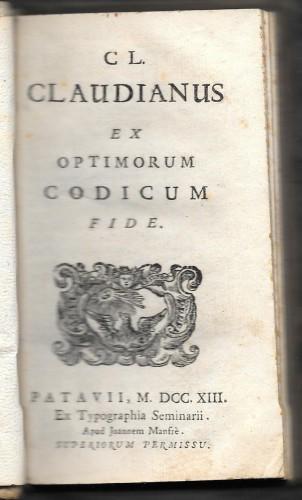 CL.
CLAUDIANUS
EX
OPTIMORUM
CODICUM
FIDE.
PATAVII, M. DCC. XIII.
Ex Typographia Seminarii.
Apud Joannem Manfrè.
SUPERIORUM PERMISSU.